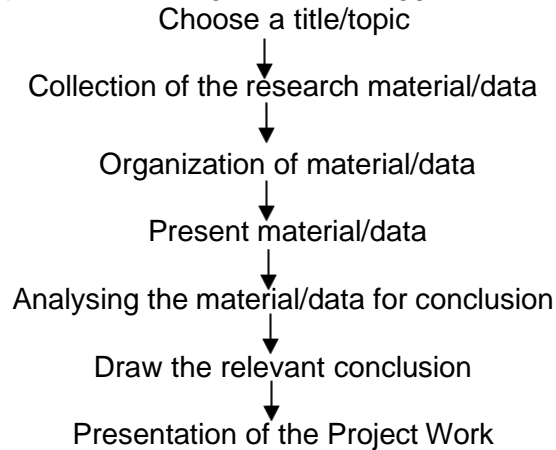 Choose a title/topic
Collection of the research material/data
Organization of material/data
Present material/data
Analysing the material/data for conclusion
Draw the relevant conclusion
Presentation of the Project Work